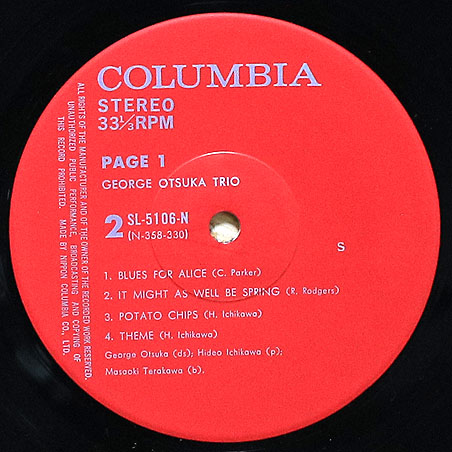 COLUMBIA
STEREO
33⅓RPM
PAGE 1
GEORGE OTSUKA TRIO
2 SL-5106-N
(N-358-330)
S
1. BLUES FOR ALICE (C. Parker)
2. IT MIGHT AS WELL BE SPRING (R. Rodgers)
3. POTATO CHIPS (H. Ichikawa)
4. THEME (H. Ichikawa)
George Otsuka (ds); Hideo Ichikawa (p);
Masaoki Terakawa (b),
ALL RIGHTS OF THE MANUFACTURER AND OF THE OWNER OF THE RECORDED WORK RESERVED.
UNAUTHORIZED PUBLIC PERFORMANCE, BROADCASTING AND COPYING OF
THIS RECORD PROHIBITED. MADE BY NIPPON COLUMBIA CO., LTD.